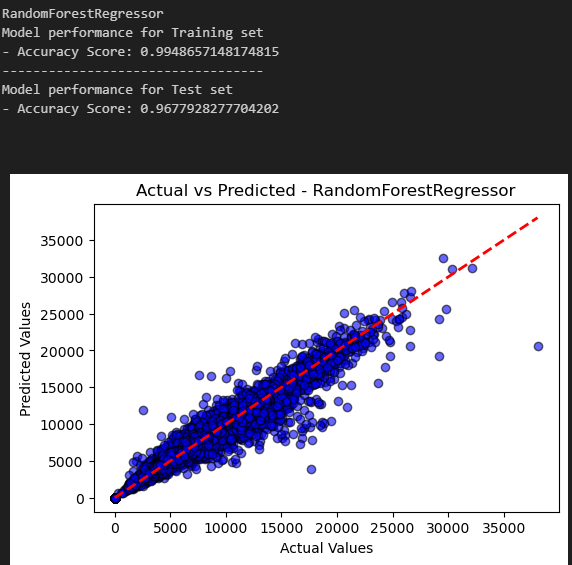 RandomForestRegressor
Model performance for Training set
- Accuracy Score: 0.9948657148174815
----------------------------------
Model performance for Test set
- Accuracy Score: 0.9677928277704202
Actual vs Predicted - RandomForestRegressor
Predicted Values
35000
30000
25000
20000
15000
10000
5000
0
0 5000 10000 15000 20000 25000 30000 35000
Actual Values